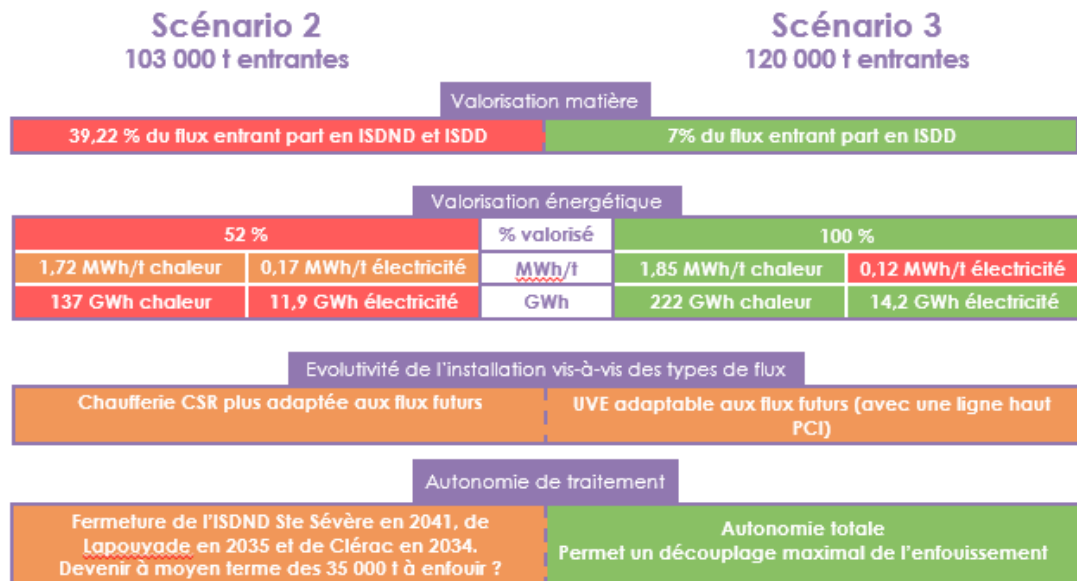 Scénario 2
103 000 t entrantes
Scénario 3
120 000 t entrantes
Valorisation matière
39,22 % du flux entrant part en ISDND et ISDD
7% du flux entrant part en ISDD
Valorisation énergétique
52 %
% valorisé
100 %
1,72 MWh/t chaleur
0,17 MWh/t électricité
MWh/t
1,85 MWh/t chaleur
0,12 MWh/t électricité
137 GWh chaleur
11,9 GWh électricité
GWh
222 GWh chaleur
14,2 GWh électricité
Evolutivité de l'installation vis-à-vis des types de flux
Chaufferie CSR plus adaptée aux flux futurs
UVE adaptable aux flux futurs (avec une ligne haut
PCI)
Autonomie de traitement
Fermeture de l'ISDND Ste Sévère en 2041, de
Lapouyade en 2035 et de Clérac en 2034.
Devenir à moyen terme des 35 000 t à enfouir ?
Autonomie totale
Permet un découplage maximal de l'enfouissement